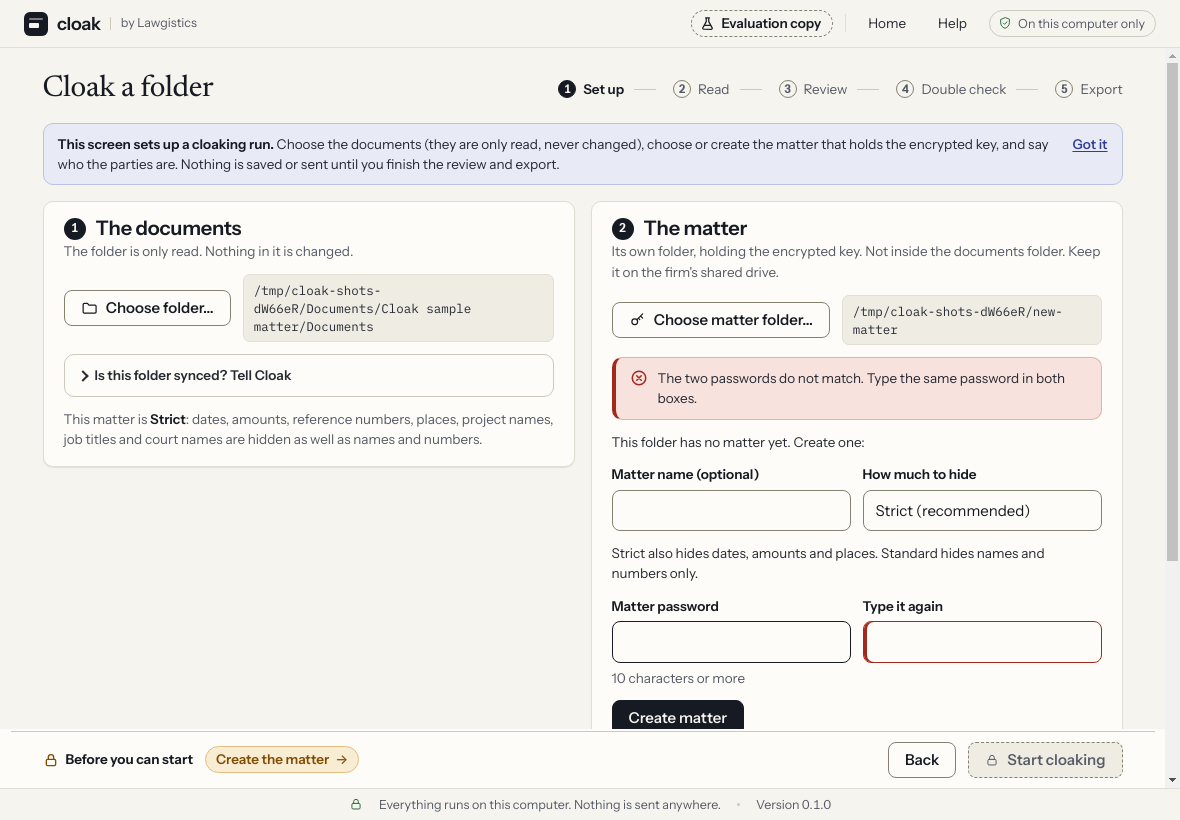 cloak by Lawgistics
Evaluation copy
Home
Help
On this computer only
Cloak a folder
1 Set up
2 Read
3 Review
4 Double check
5 Export
This screen sets up a cloaking run. Choose the documents (they are only read, never changed), choose or create the matter that holds the encrypted key, and say
who the parties are. Nothing is saved or sent until you finish the review and export.
Got it
1 The documents
The folder is only read. Nothing in it is changed.
Choose folder...
/tmp/cloak-shots-
dW66eR/Documents/Cloak sample
matter/Documents
Is this folder synced? Tell Cloak
This matter is Strict: dates, amounts, reference numbers, places, project names,
job titles and court names are hidden as well as names and numbers.
2 The matter
Its own folder, holding the encrypted key. Not inside the documents folder. Keep
it on the firm's shared drive.
Choose matter folder...
/tmp/cloak-shots-dW66eR/new-
matter
The two passwords do not match. Type the same password in both
boxes.
This folder has no matter yet. Create one:
Matter name (optional)
How much to hide
Strict (recommended)
Strict also hides dates, amounts and places. Standard hides names and
numbers only.
Matter password
Type it again
10 characters or more
Create matter
Before you can start
Create the matter →
Back
Start cloaking
Everything runs on this computer. Nothing is sent anywhere. • Version 0.1.0